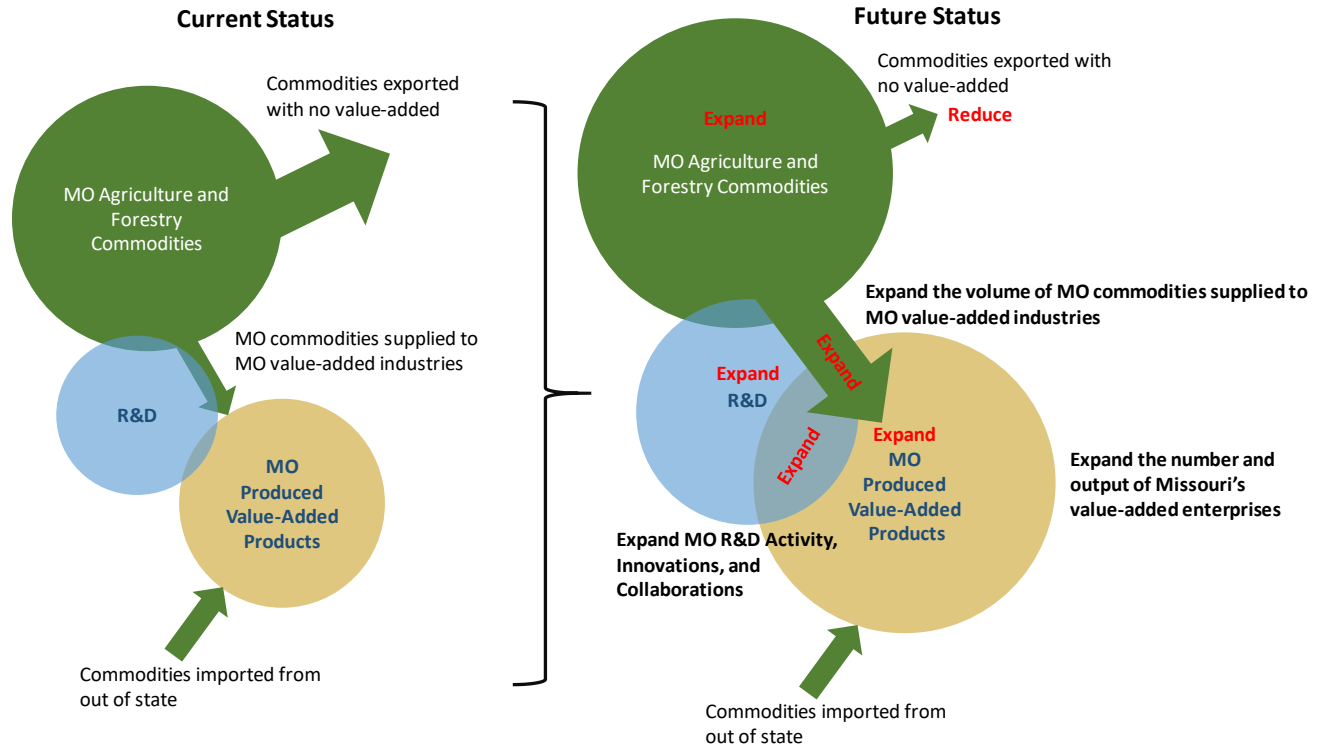 Current Status
Commodities exported
with no value-added
MO Agriculture and
Forestry
Commodities
MO commodities supplied to
MO value-added industries
R&D
MO
Produced
Value-Added
Products
Commodities imported from
out of state
Future Status
Commodities exported with
no value-added
Reduce
Expand
MO Agriculture and
Forestry Commodities
Expand the volume of MO commodities supplied to
MO value-added industries
Expand
Expand
R&D
Expand
Expand
MO
Produced
Value-Added
Products
Expand the number and
output of Missouri’s
value-added enterprises
Expand MO R&D Activity,
Innovations, and
Collaborations
Commodities imported from
out of state